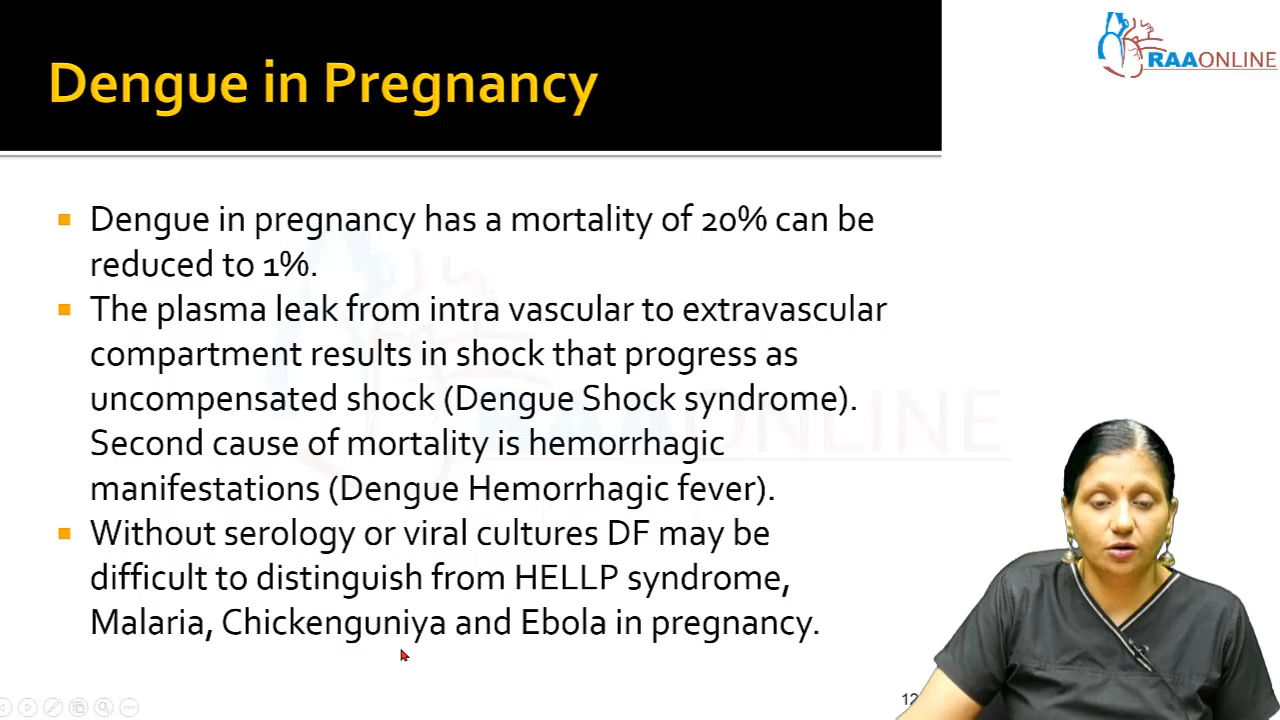 RAAONLINE
Dengue in Pregnancy
Dengue in pregnancy has a mortality of 20% can be
reduced to 1%.
The plasma leak from intra vascular to extravascular
compartment results in shock that progress as
uncompensated shock (Dengue Shock syndrome).
Second cause of mortality is hemorrhagic
manifestations (Dengue Hemorrhagic fever).
Without serology or viral cultures DF may be
difficult to distinguish from HELLP syndrome,
Malaria, Chickenguniya and Ebola in pregnancy.
RAAONLINE
12